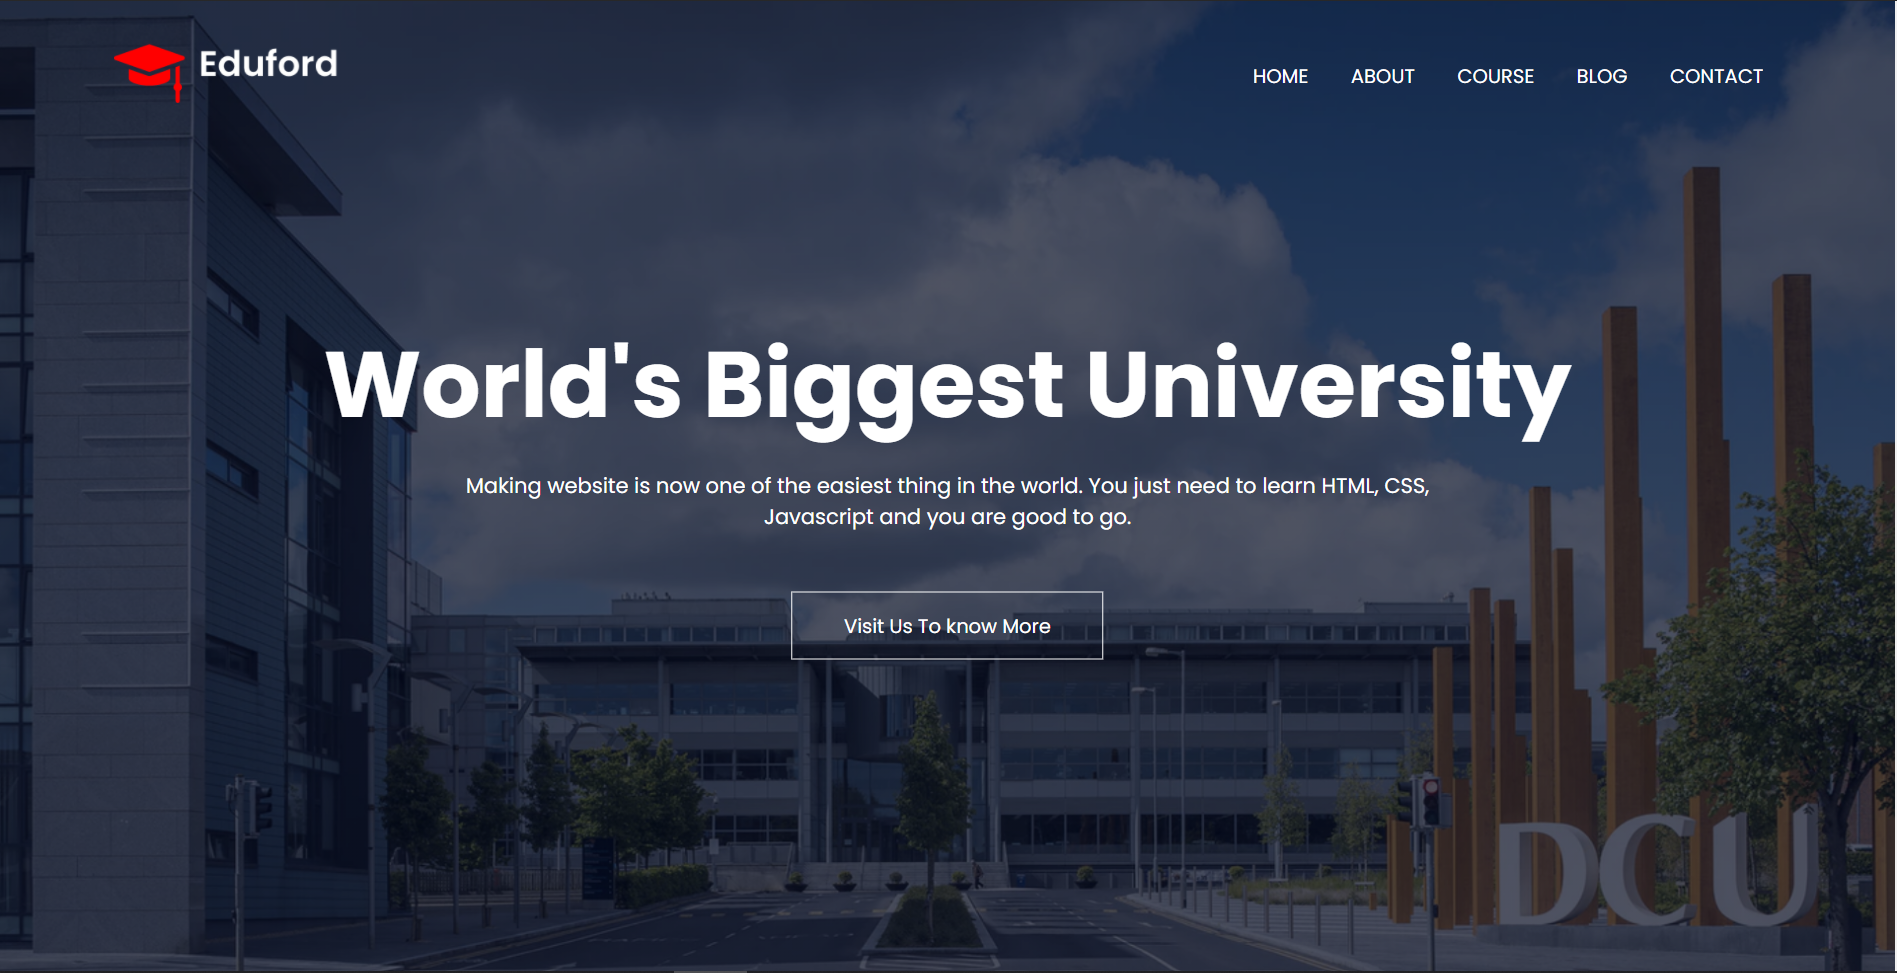 Eduford
HOME ABOUT COURSE BLOG CONTACT
World's Biggest University
Making website is now one of the easiest thing in the world. You just need to learn HTML, CSS,
Javascript and you are good to go.
Visit Us To know More
DCU